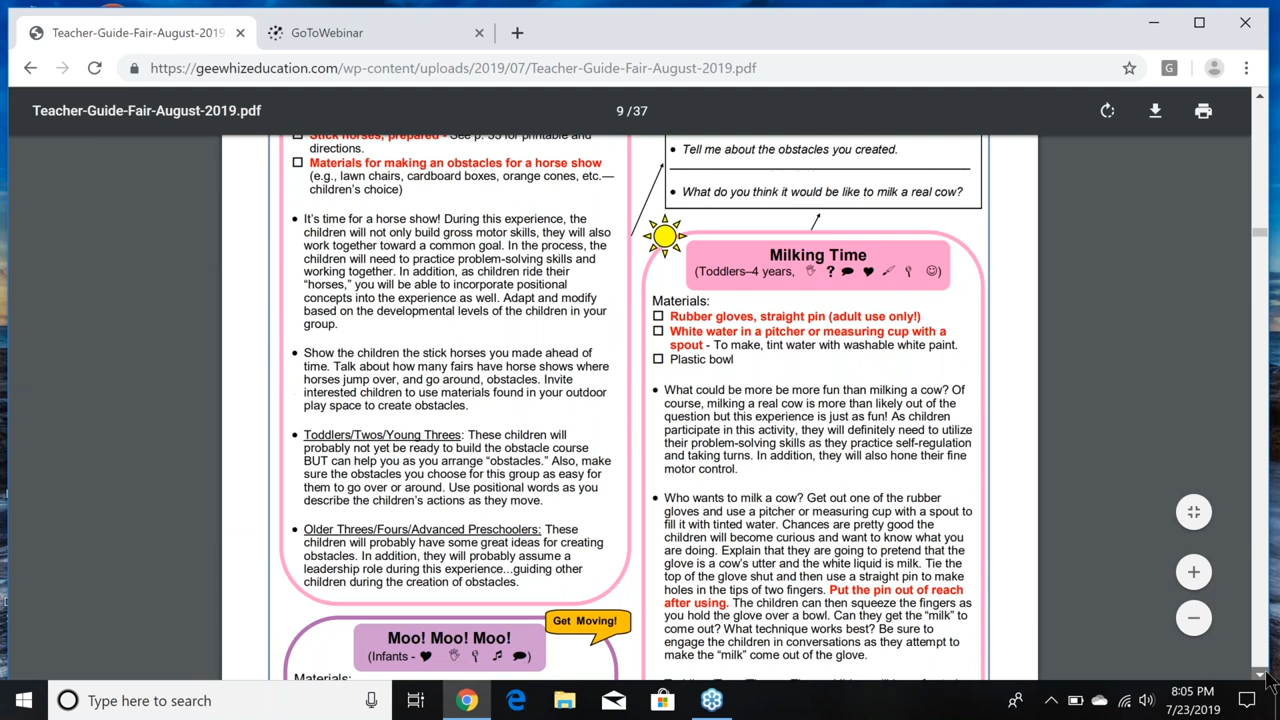 Teacher-Guide-Fair-August-2019
GoToWebinar
https://geewhizeducation.com/wp-content/uploads/2019/07/Teacher-Guide-Fair-August-2019.pdf
G
Teacher-Guide-Fair-August-2019.pdf
9 / 37
Stick horses, prepared - See p. 35 for printable and
directions.
Materials for making an obstacles for a horse show
(e.g., lawn chairs, cardboard boxes, orange cones, etc.—
children's choice)
• It's time for a horse show! During this experience, the
children will not only build gross motor skills, they will also
work together toward a common goal. In the process, the
children will need to practice problem-solving skills and
working together. In addition, as children ride their
"horses," you will be able to incorporate positional
concepts into the experience as well. Adapt and modify
based on the developmental levels of the children in your
group.
• Show the children the stick horses you made ahead of
time. Talk about how many fairs have horse shows where
horses jump over, and go around, obstacles. Invite
interested children to use materials found in your outdoor
play space to create obstacles.
• Toddlers/Twos/Young Threes: These children will
probably not yet be ready to build the obstacle course
BUT can help you as you arrange "obstacles." Also, make
sure the obstacles you choose for this group as easy for
them to go over or around. Use positional words as you
describe the children's actions as they move.
• Older Threes/Fours/Advanced Preschoolers: These
children will probably have some great ideas for creating
obstacles. In addition, they will probably assume a
leadership role during this experience...guiding other
children during the creation of obstacles.
Get Moving!
Moo! Moo! Moo!
(Infants - )
Materials:
• Tell me about the obstacles you created.
• What do you think it would be like to milk a real cow?
Milking Time
(Toddlers–4 years, ? )
Materials:
Rubber gloves, straight pin (adult use only!)
White water in a pitcher or measuring cup with a
spout - To make, tint water with washable white paint.
Plastic bowl
• What could be more be more fun than milking a cow? Of
course, milking a real cow is more than likely out of the
question but this experience is just as fun! As children
participate in this activity, they will definitely need to utilize
their problem-solving skills as they practice self-regulation
and taking turns. In addition, they will also hone their fine
motor control.
• Who wants to milk a cow? Get out one of the rubber
gloves and use a pitcher or measuring cup with a spout to
fill it with tinted water. Chances are pretty good the
children will become curious and want to know what you
are doing. Explain that they are going to pretend that the
glove is a cow's utter and the white liquid is milk. Tie the
top of the glove shut and then use a straight pin to make
holes in the tips of two fingers. Put the pin out of reach
after using. The children can then squeeze the fingers as
you hold the glove over a bowl. Can they get the "milk" to
come out? What technique works best? Be sure to
engage the children in conversations as they attempt to
make the "milk" come out of the glove.
Type here to search
8:05 PM
7/23/2019